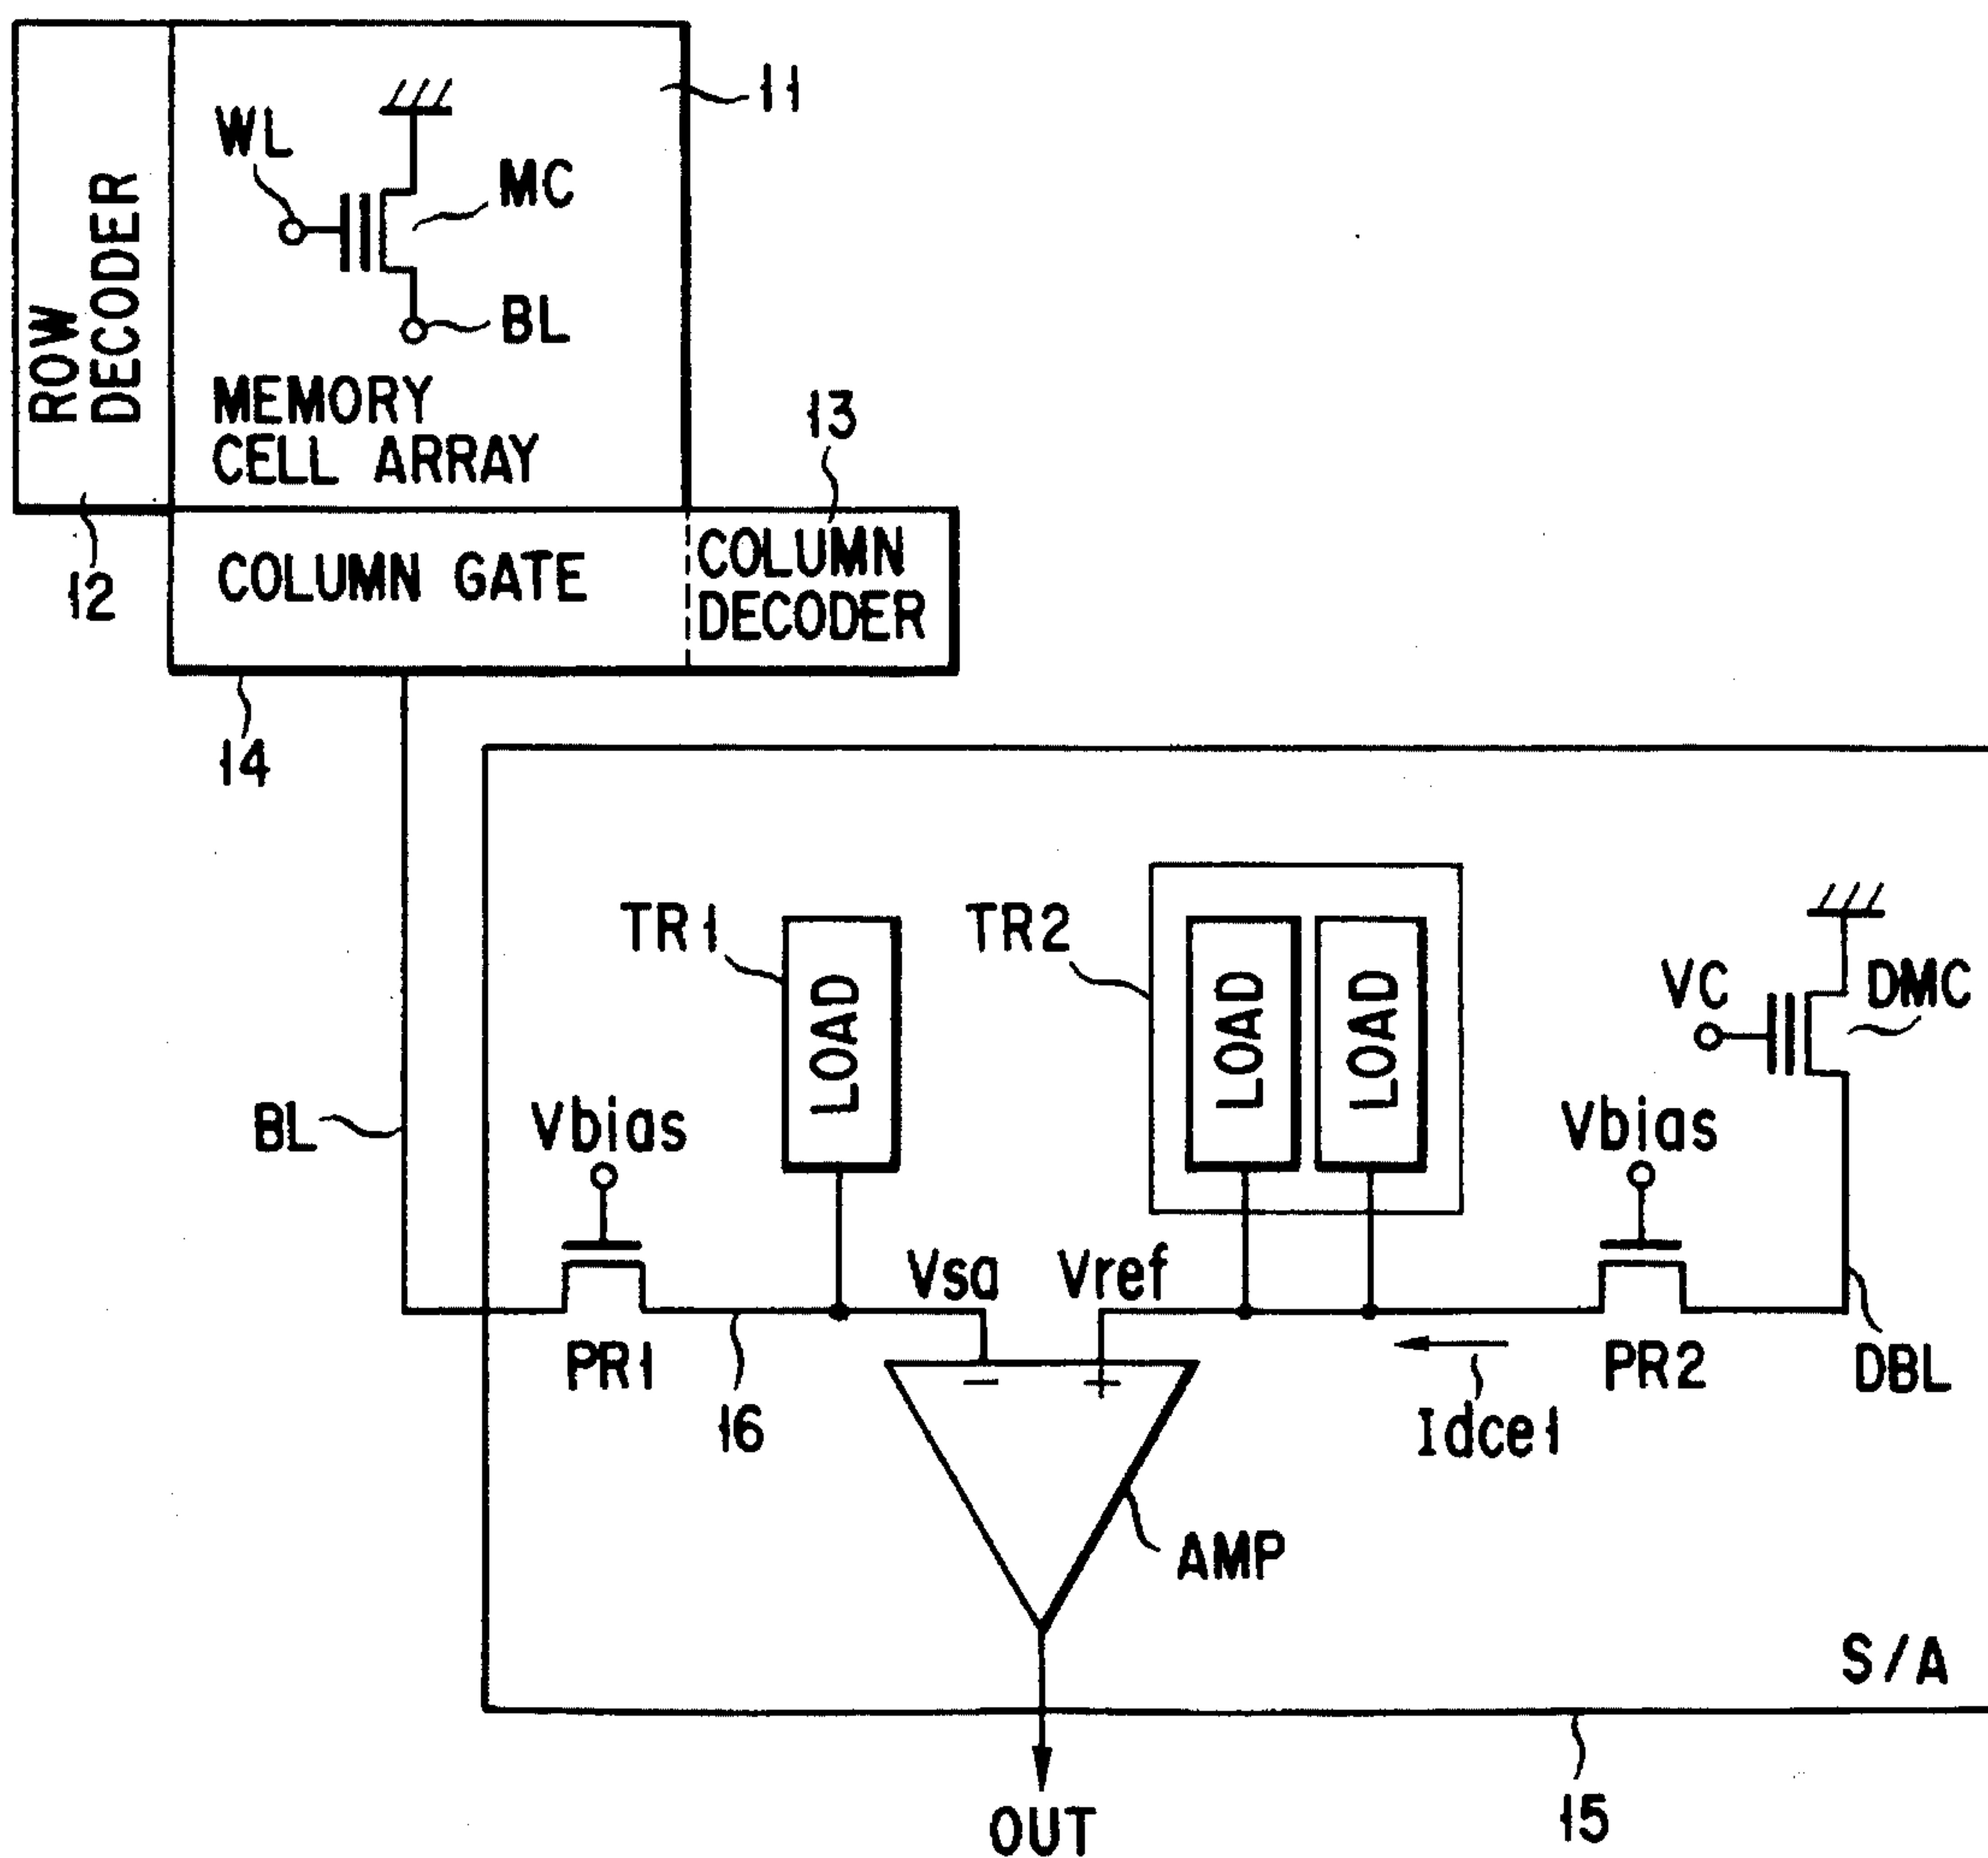 11
WL
MC
BL
ROW
DECODER
MEMORY
CELL ARRAY
13
12
COLUMN GATE
COLUMN
DECODER
14
TR1
LOAD
TR2
LOAD
LOAD
VC
DMC
BL
Vbias
Vbias
Vsa
Vref
PR1
16
−
+
Idce1
PR2
DBL
AMP
S/A
OUT
15